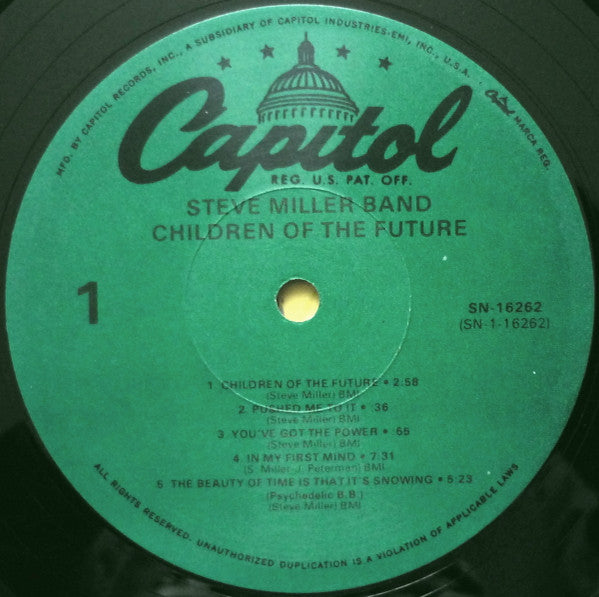 MFD. BY CAPITOL RECORDS, INC., A SUBSIDIARY OF CAPITOL INDUSTRIES-EMI, INC., U.S.A.
Capitol MARCA REG.
Capitol
REG. U.S. PAT. OFF.
STEVE MILLER BAND
CHILDREN OF THE FUTURE
1
SN-16262
(SN-1-16262)
1 CHILDREN OF THE FUTURE • 2:58
(Steve Miller) BMI
2. PUSHED ME TO IT • :36
(Steve Miller) BMI
3 YOU'VE GOT THE POWER • :55
(Steve Miller) BMI
4 IN MY FIRST MIND • 7:31
(S. Miller-J. Peterman) BMI
5 THE BEAUTY OF TIME IS THAT IT'S SNOWING • 5:23
(Psychedelic B.B.)
(Steve Miller) BMI
ALL RIGHTS RESERVED. UNAUTHORIZED DUPLICATION IS A VIOLATION OF APPLICABLE LAWS